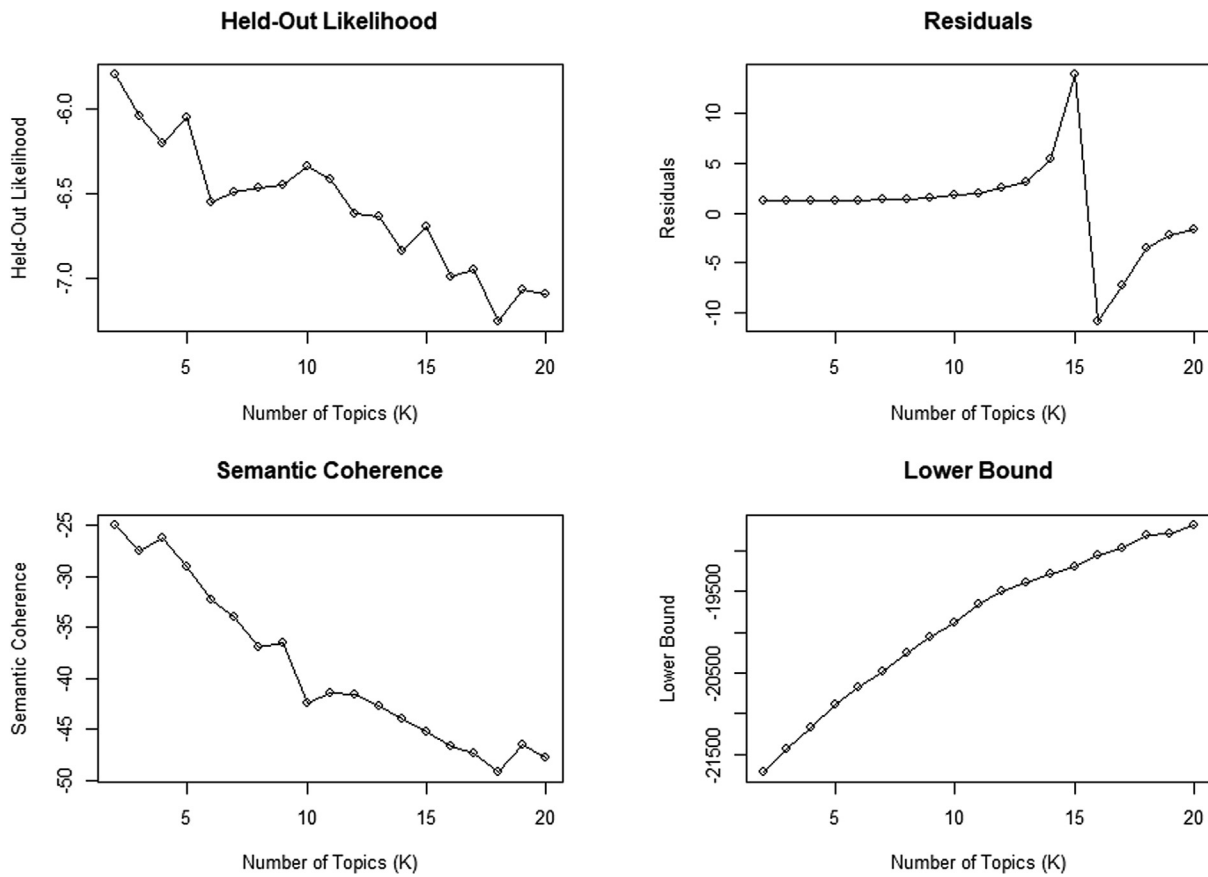 Held-Out Likelihood
Held-Out Likelihood
-6.0
-6.5
-7.0
5
10
15
20
Number of Topics (K)
Residuals
Residuals
10
5
0
-5
-10
5
10
15
20
Number of Topics (K)
Semantic Coherence
Semantic Coherence
-25
-30
-35
-40
-45
-50
5
10
15
20
Number of Topics (K)
Lower Bound
Lower Bound
-19500
-20500
-21500
5
10
15
20
Number of Topics (K)